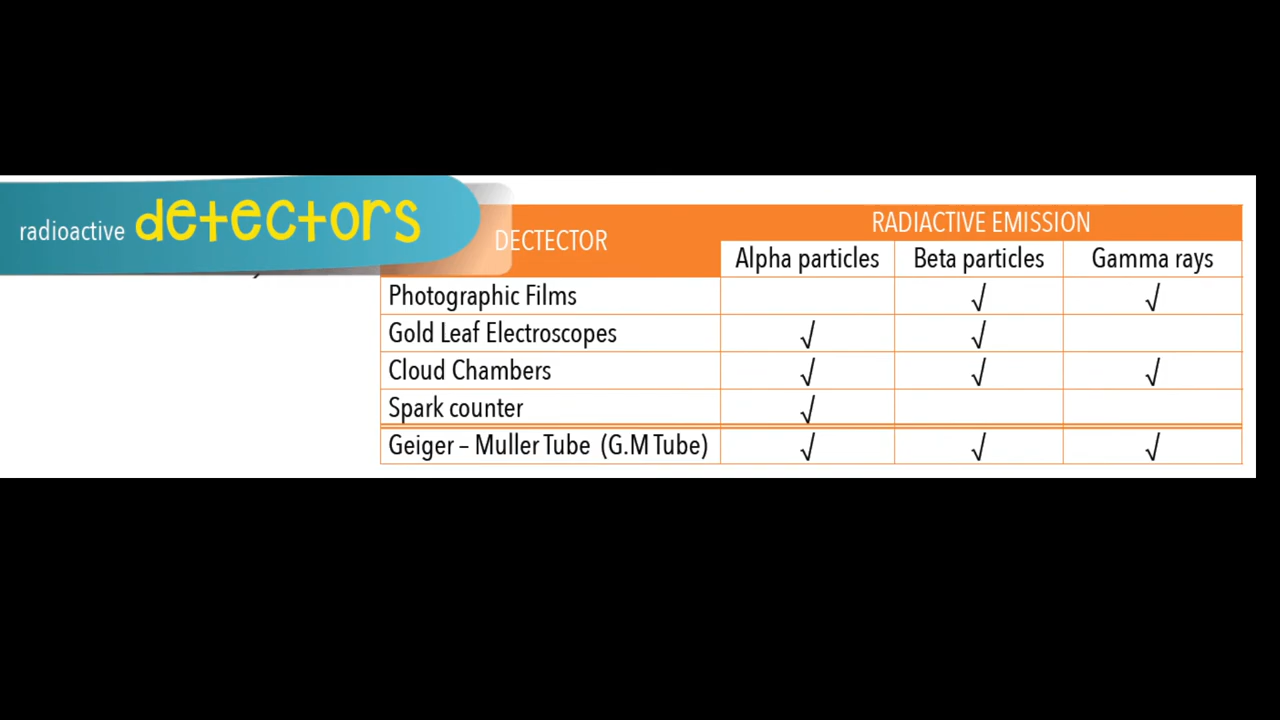 radioactive detectors
DECTECTOR
RADIACTIVE EMISSION
Alpha particles Beta particles Gamma rays
Photographic Films √ √
Gold Leaf Electroscopes √ √
Cloud Chambers √ √ √
Spark counter √
Geiger – Muller Tube (G.M Tube) √ √ √